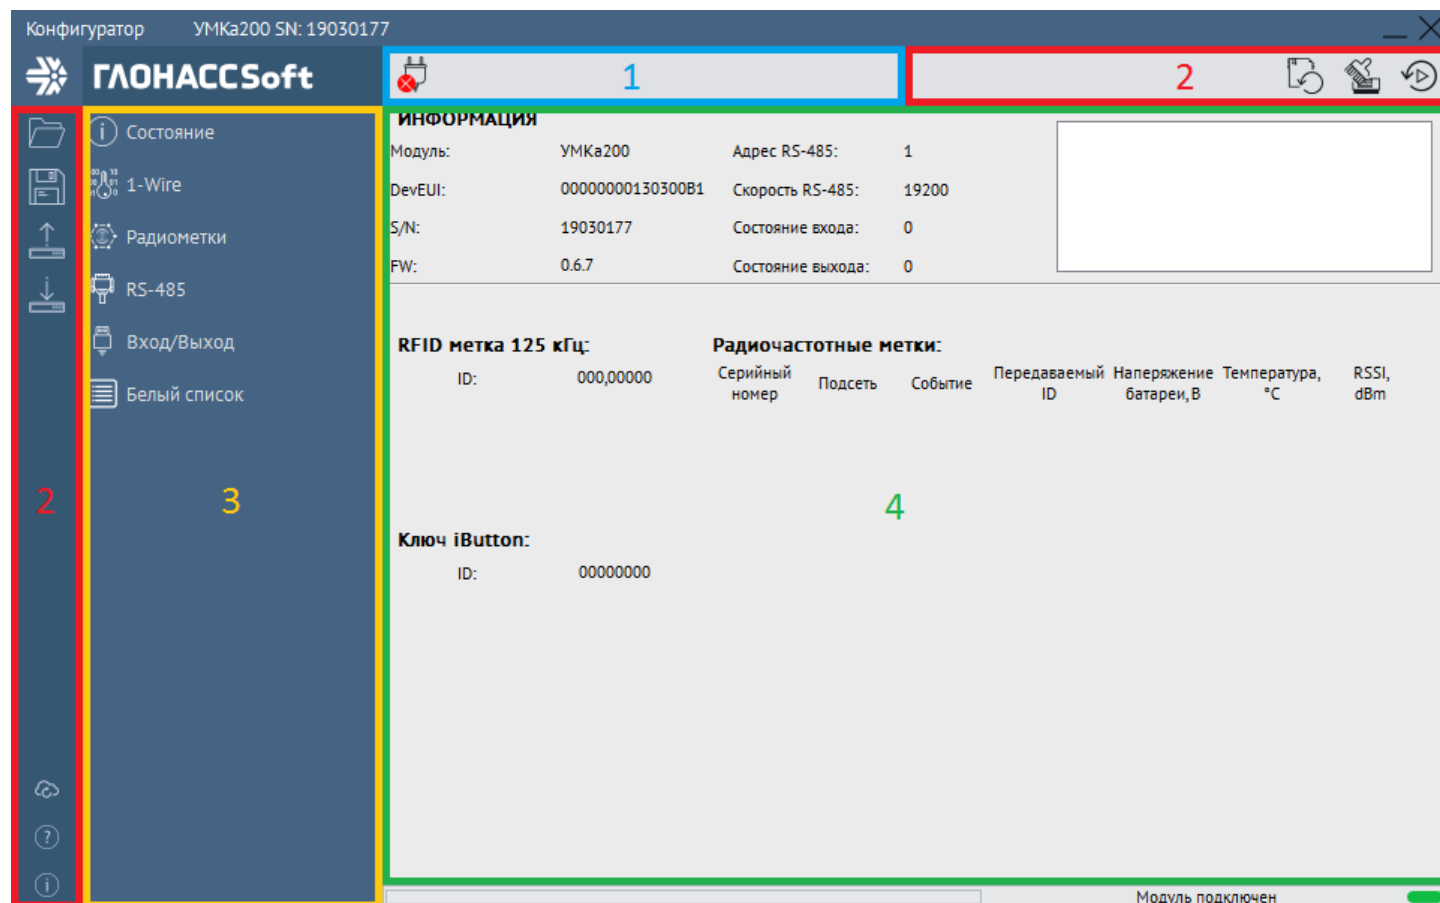 Конфигуратор УМКа200 SN: 19030177
ГЛОНАССSoft
1
2
Состояние
1-Wire
Радиометки
RS-485
Вход/Выход
Белый список
2
3
ИНФОРМАЦИЯ
Модуль: УМКа200 Адрес RS-485: 1
DevEUI: 00000000130300B1 Скорость RS-485: 19200
S/N: 19030177 Состояние входа: 0
FW: 0.6.7 Состояние выхода: 0
RFID метка 125 кГц:
ID: 000,00000
Радиочастотные метки:
Серийный номер
Подсеть
Событие
Передаваемый ID
Напряжение батареи, В
Температура, °C
RSSI, dBm
4
Ключ iButton:
ID: 00000000
Модуль подключен